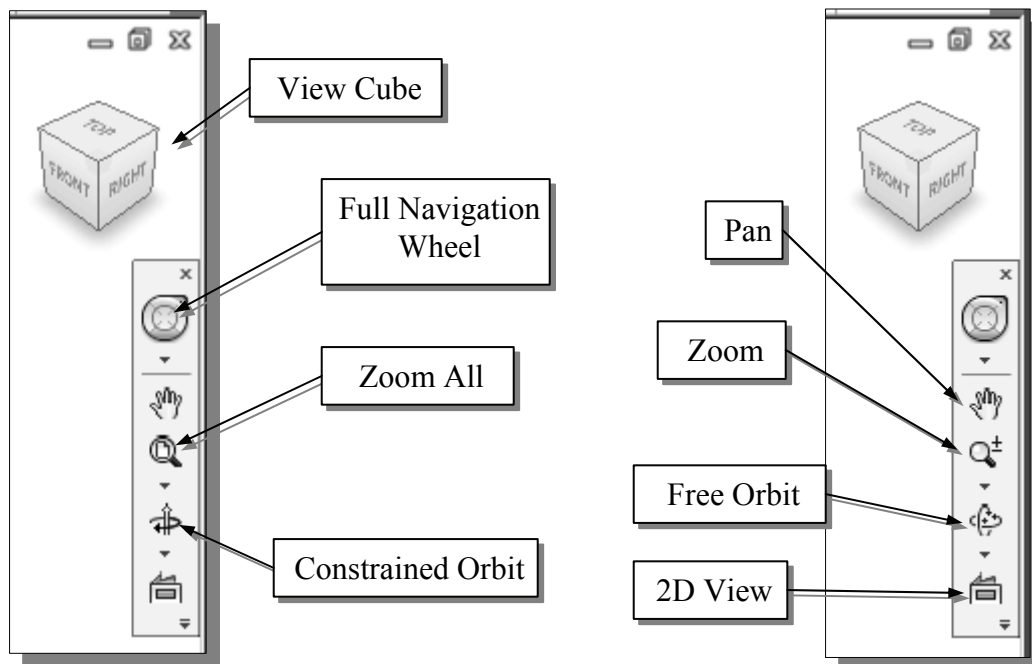 View Cube
TOP
FRONT
RIGHT
Full Navigation
Wheel
Zoom All
Constrained Orbit
TOP
FRONT
RIGHT
Pan
Zoom
Free Orbit
2D View